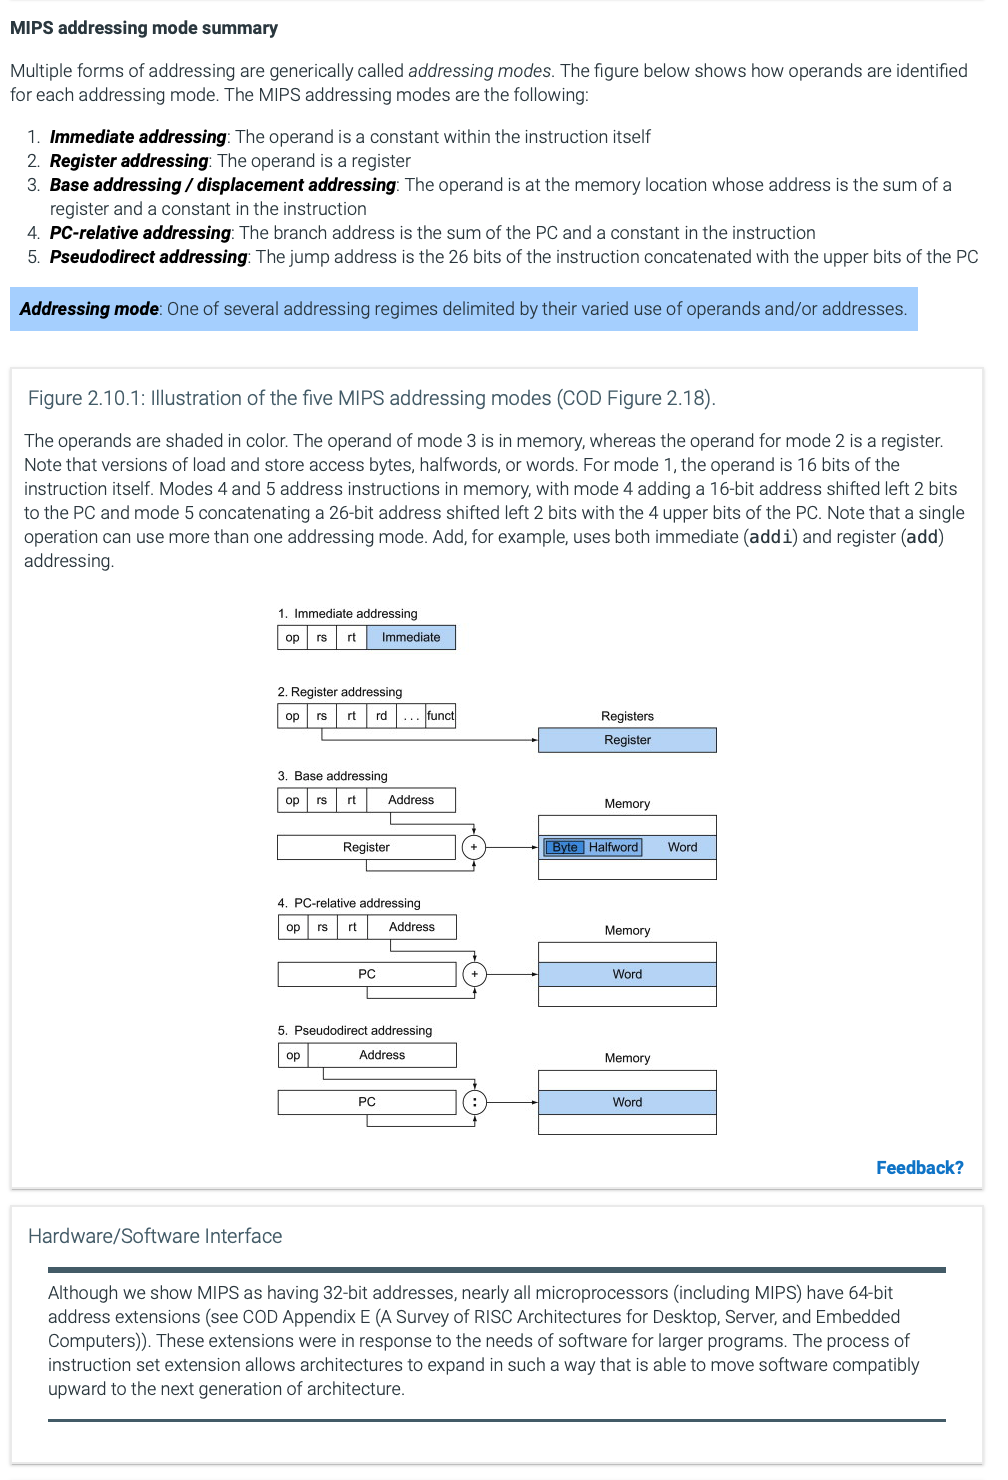 MIPS addressing mode summary
Multiple forms of addressing are generically called addressing modes. The figure below shows how operands are identified
for each addressing mode. The MIPS addressing modes are the following:
1. Immediate addressing: The operand is a constant within the instruction itself
2. Register addressing: The operand is a register
3. Base addressing / displacement addressing: The operand is at the memory location whose address is the sum of a
register and a constant in the instruction
4. PC-relative addressing: The branch address is the sum of the PC and a constant in the instruction
5. Pseudodirect addressing: The jump address is the 26 bits of the instruction concatenated with the upper bits of the PC
Addressing mode: One of several addressing regimes delimited by their varied use of operands and/or addresses.
Figure 2.10.1: Illustration of the five MIPS addressing modes (COD Figure 2.18).
The operands are shaded in color. The operand of mode 3 is in memory, whereas the operand for mode 2 is a register.
Note that versions of load and store access bytes, halfwords, or words. For mode 1, the operand is 16 bits of the
instruction itself. Modes 4 and 5 address instructions in memory, with mode 4 adding a 16-bit address shifted left 2 bits
to the PC and mode 5 concatenating a 26-bit address shifted left 2 bits with the 4 upper bits of the PC. Note that a single
operation can use more than one addressing mode. Add, for example, uses both immediate (addi) and register (add)
addressing.
1. Immediate addressing
op rs rt Immediate
2. Register addressing
op rs rt rd ... funct
Registers
Register
3. Base addressing
op rs rt Address
Memory
Register + Byte Halfword Word
4. PC-relative addressing
op rs rt Address
Memory
PC + Word
5. Pseudodirect addressing
op Address
Memory
PC : Word
Feedback?
Hardware/Software Interface
Although we show MIPS as having 32-bit addresses, nearly all microprocessors (including MIPS) have 64-bit
address extensions (see COD Appendix E (A Survey of RISC Architectures for Desktop, Server, and Embedded
Computers)). These extensions were in response to the needs of software for larger programs. The process of
instruction set extension allows architectures to expand in such a way that is able to move software compatibly
upward to the next generation of architecture.